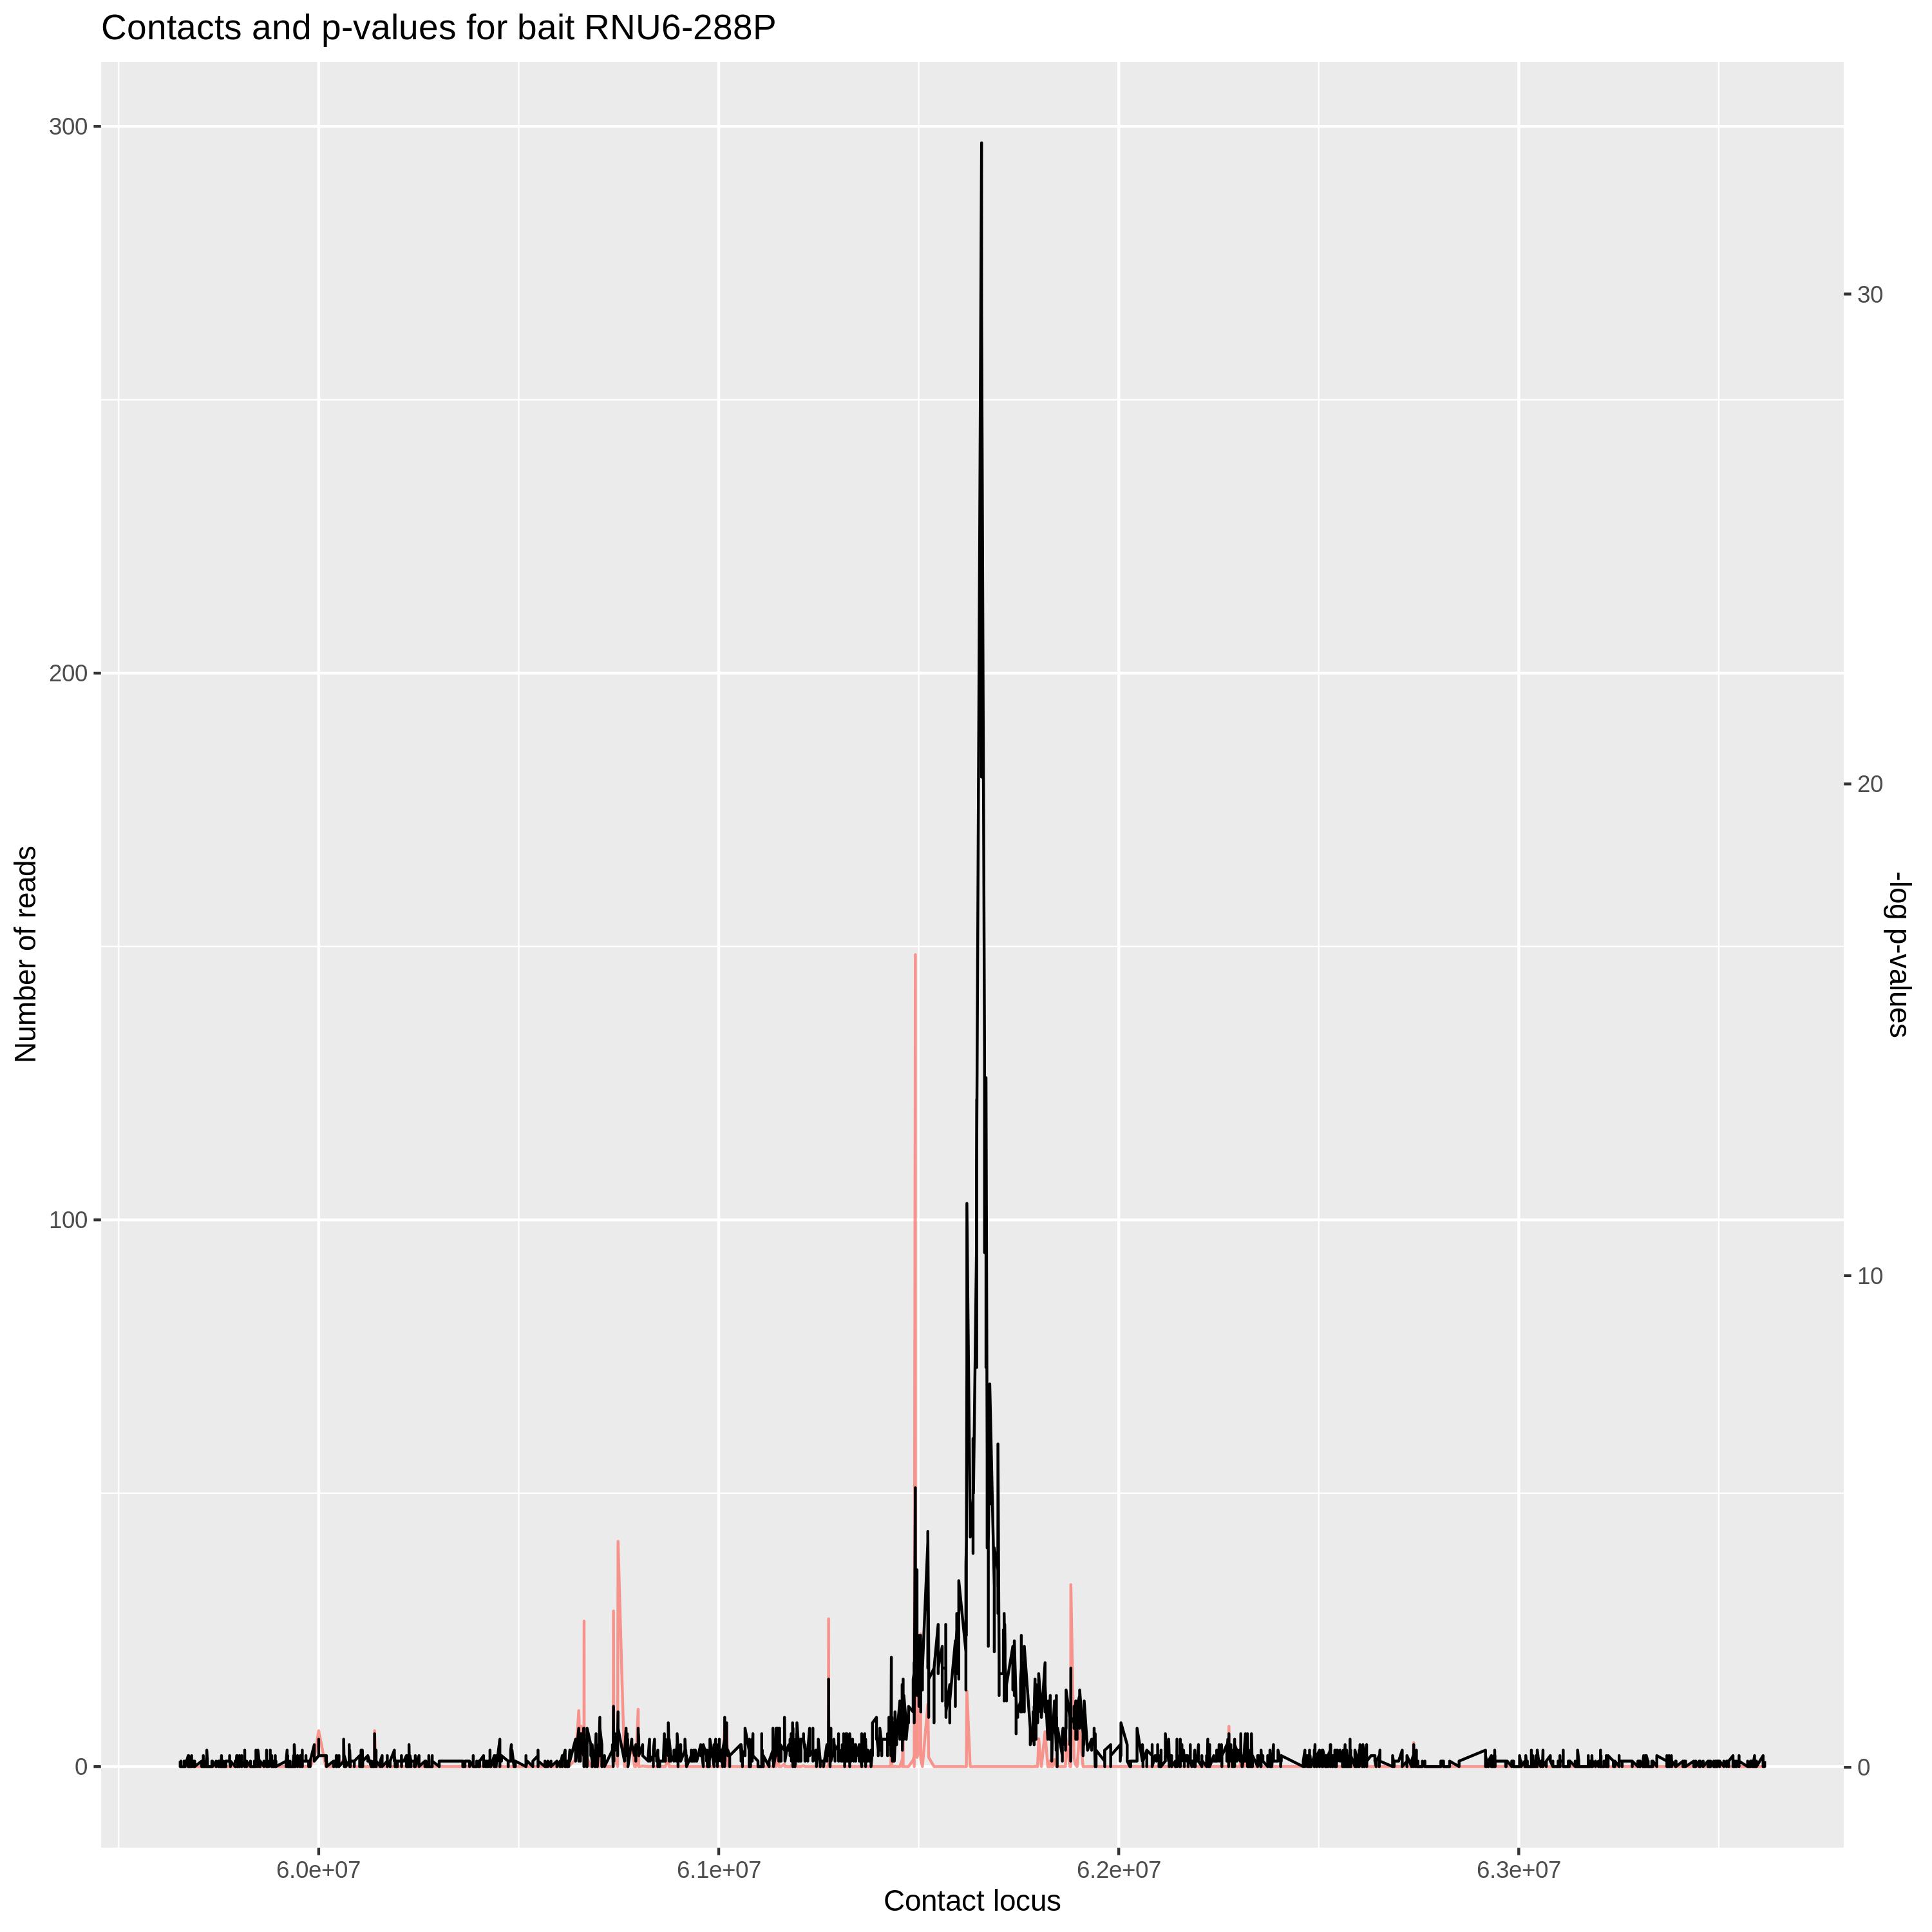 Contacts and p-values for bait RNU6-288P
300
200
100
0
Number of reads
30
20
10
0
-log p-values
6.0e+07
6.1e+07
6.2e+07
6.3e+07
Contact locus